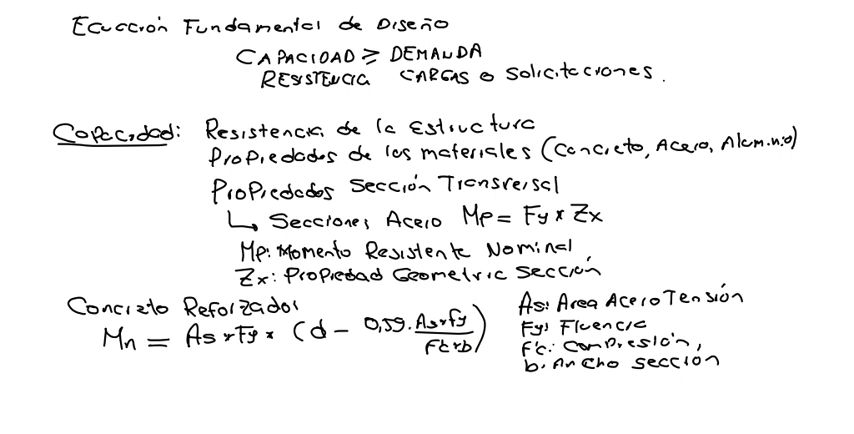 Ecuación Fundamental de Diseño
CAPACIDAD ≥ DEMANDA
RESISTENCIA CARGAS o Solicitaciones.
Capacidad: Resistencia de la Estructura
Propiedades de los materiales (Concreto, Acero, Aluminio)
Propiedades Sección Transversal
↳ Secciones Acero Mp = Fy x Zx
Mp: Momento Resistente Nominal
Zx: Propiedad Geometric Sección
Concreto Reforzado:
Mn = As x Fy x (d - 0,59. As x fy / F'c x b)
As: Area Acero Tensión
Fy: Fluencia
f'c: Compresión,
b: Ancho sección